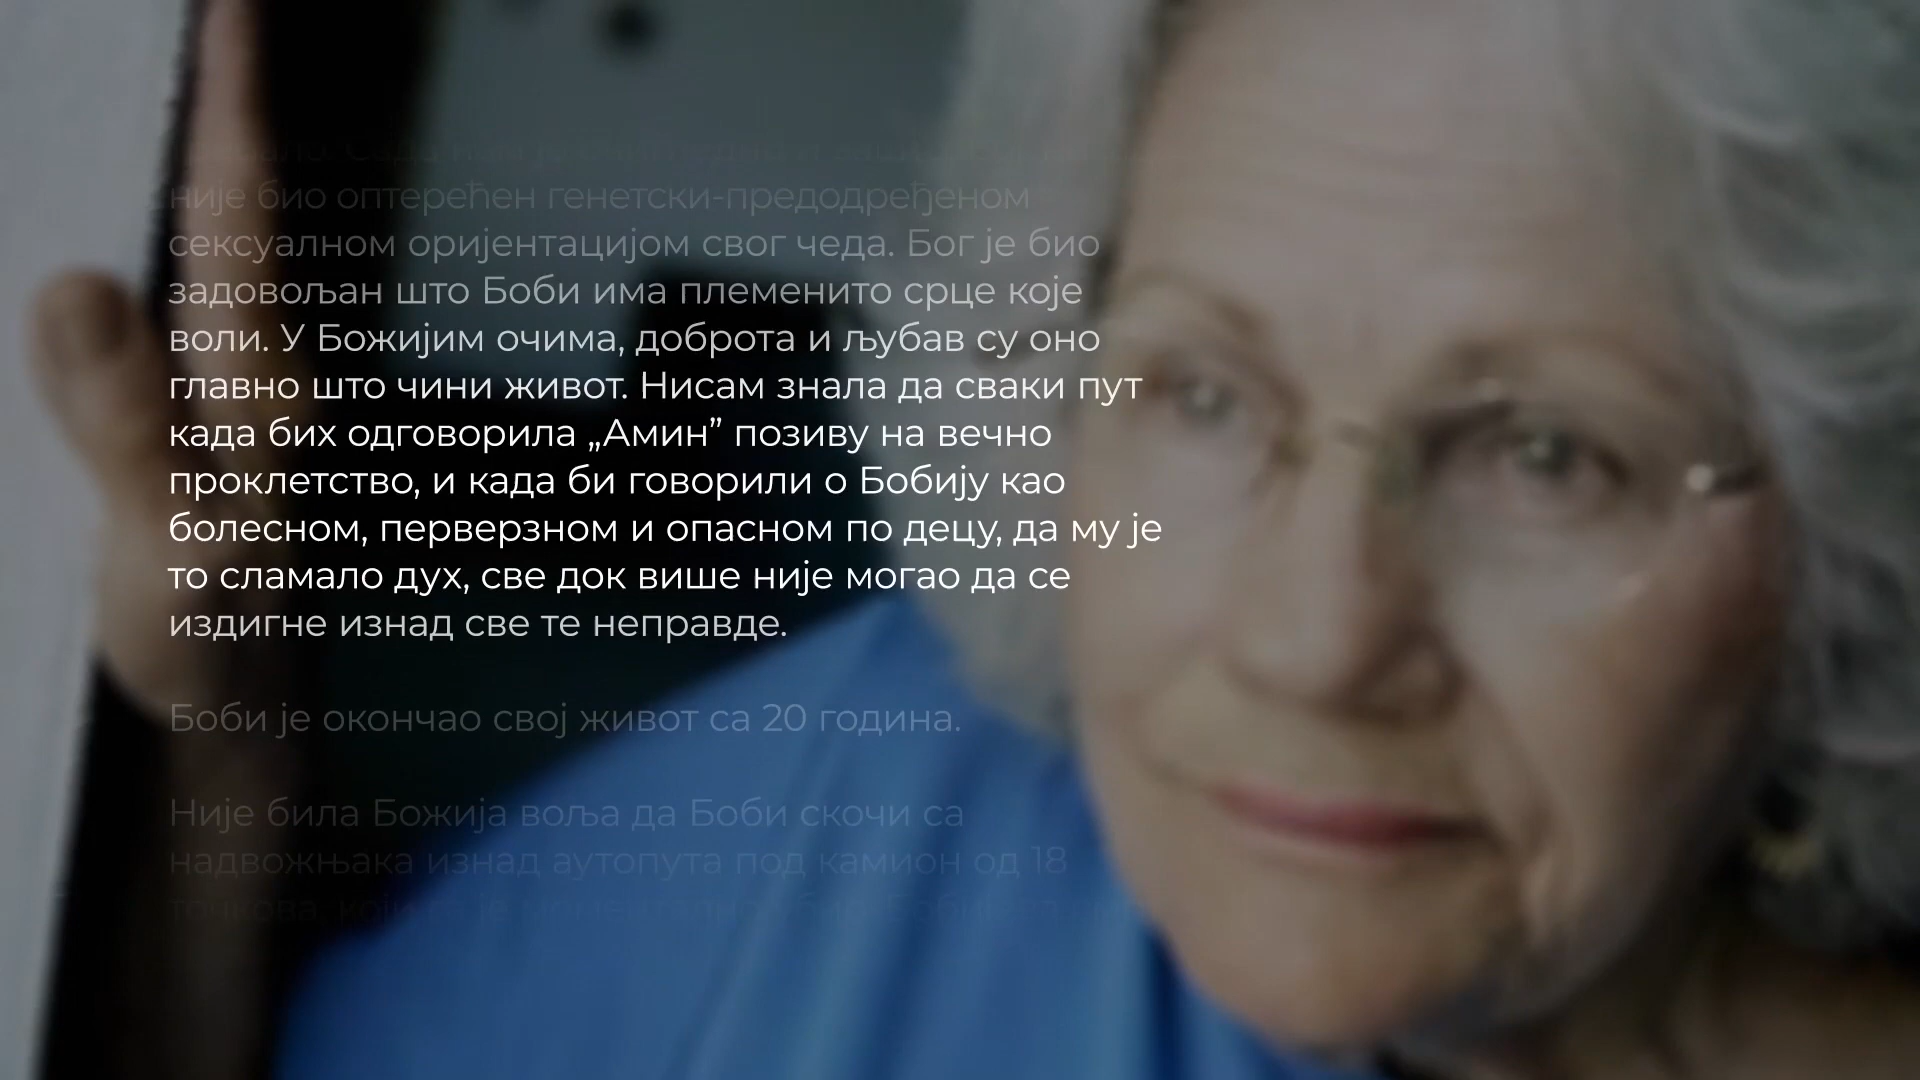 није био оптерећен генетски-предодређеном
сексуалном оријентацијом свог чеда. Бог је био
задовољан што Боби има племенито срце које
воли. У Божијим очима, доброта и љубав су оно
главно што чини живот. Нисам знала да сваки пут
када бих одговорила „Амин” позиву на вечно
проклетство, и када би говорили о Бобију као
болесном, перверзном и опасном по децу, да му је
то сламало дух, све док више није могао да се
издигне изнад све те неправде.
Боби је окончао свој живот са 20 година.
Није била Божија воља да Боби скочи са
надвожњака изнад аутопута под камион од 18
точкова, који га је